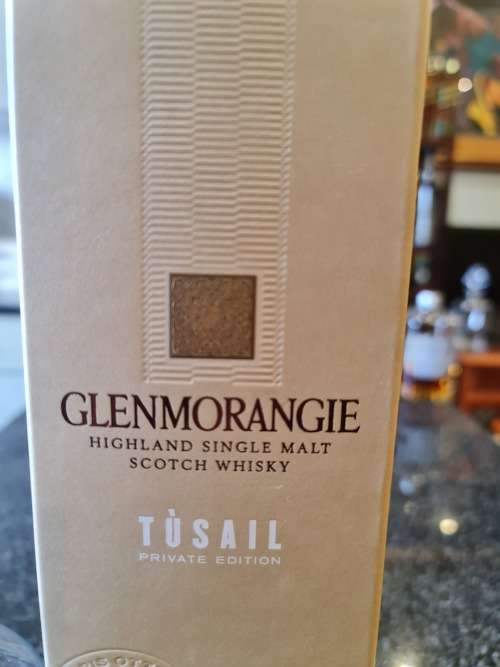 GLENMORANGIE
HIGHLAND SINGLE MALT
SCOTCH WHISKY
TÙSAIL
PRIVATE EDITION